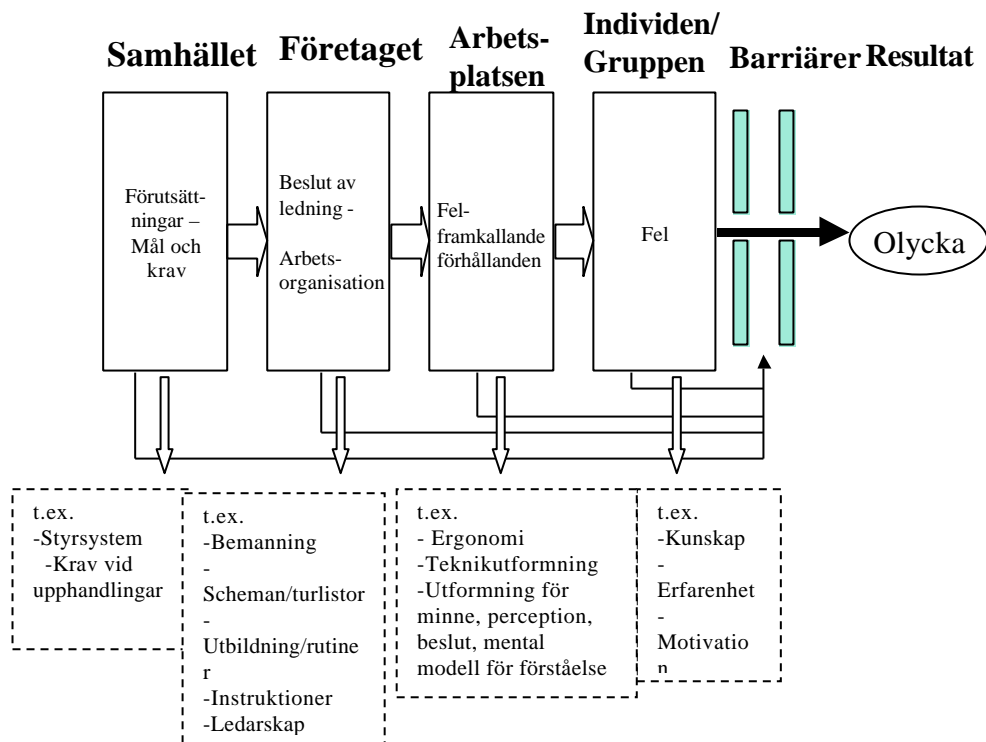 Samhället
Företaget
Arbets-
platsen
Individen/
Gruppen
Barriärer
Resultat
Förutsätt-
ningar –
Mål och
krav
Beslut av
ledning -
Arbets-
organisation
Fel-
framkallande
förhållanden
Fel
Olycka
t.ex.
-Styrsystem
-Krav vid
upphandlingar
t.ex.
-Bemanning
-
Scheman/turlistor
-
Utbildning/rutine
r
-Instruktioner
-Ledarskap
t.ex.
- Ergonomi
-Teknikutformning
-Utformning för
minne, perception,
beslut, mental
modell för förståelse
t.ex.
-Kunskap
-
Erfarenhet
-
Motivatio
n